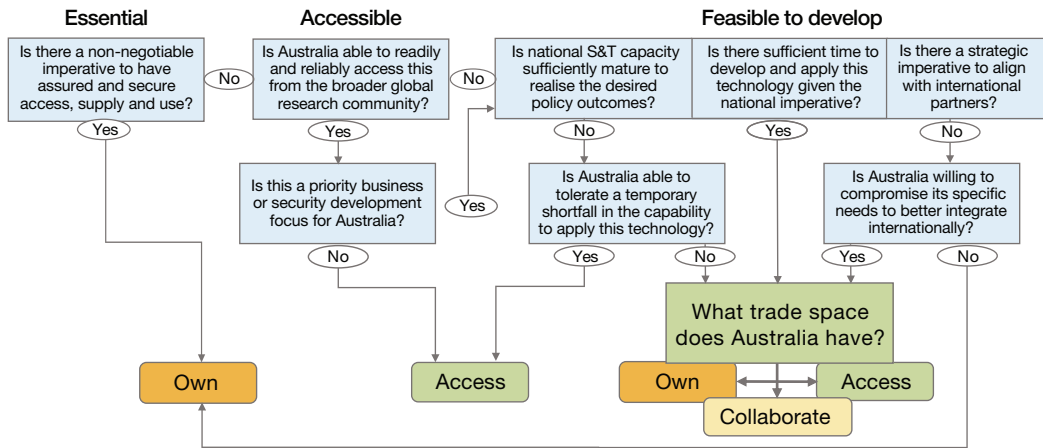 Essential
Accessible
Feasible to develop
Is there a non-negotiable
imperative to have
assured and secure
access, supply and use?
No
Is Australia able to readily
and reliably access this
from the broader global
research community?
No
Is national S&T capacity
sufficiently mature to
realise the desired
policy outcomes?
Is there sufficient time to
develop and apply this
technology given the
national imperative?
Is there a strategic
imperative to align
with international
partners?
Yes
Yes
No
Yes
No
Is this a priority business
or security development
focus for Australia?
Yes
Is Australia able to
tolerate a temporary
shortfall in the capability
to apply this technology?
Is Australia willing to
compromise its specific
needs to better integrate
internationally?
No
Yes
No
Yes
No
What trade space
does Australia have?
Own
Access
Own
Access
Collaborate